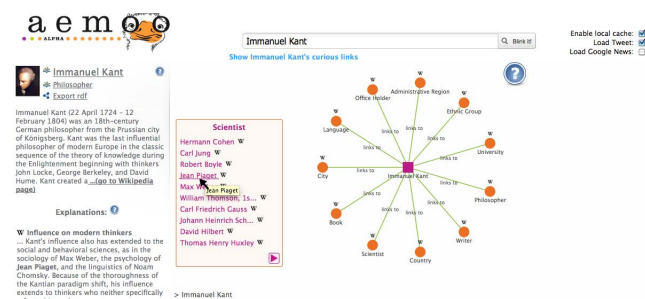 aemoo
ALPHA
Immanuel Kant
Blink it!
Enable local cache:
Load Tweet:
Load Google News:
Show Immanuel Kant's curious links
Immanuel Kant
Philosopher
Export rdf
Immanuel Kant (22 April 1724 - 12
February 1804) was an 18th-century
German philosopher from the Prussian city
of Königsberg. Kant was the last influential
philosopher of modern Europe in the classic
sequence of the theory of knowledge during
the Enlightenment beginning with thinkers
John Locke, George Berkeley, and David
Hume. Kant created a ...(go to Wikipedia
page)
Explanations:
W Influence on modern thinkers
... Kant's influence also has extended to the
social and behavioral sciences, as in the
sociology of Max Weber, the psychology of
Jean Piaget, and the linguistics of Noam
Chomsky. Because of the thoroughness of
the Kantian paradigm shift, his influence
extends to thinkers who neither specifically
Scientist
Hermann Cohen W
Carl Jung W
Robert Boyle W
Jean Piaget W
Max W
Jean Piaget
William Thomson, 1s... W
Carl Friedrich Gauss W
Johann Heinrich Sch... W
David Hilbert W
Thomas Henry Huxley W
W
Administrative Region
W
Office Holder
W
Ethnic Group
W
Language
W
University
W
City
W
Philosopher
W
Book
W
Writer
W
Scientist
W
Country
Immanuel Kant
links to
links to
links to
links to
links to
links to
links to
links to
links to
links to
> Immanuel Kant